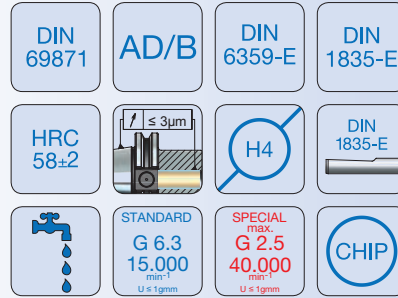 DIN
69871
AD/B
DIN
6359-E
DIN
1835-E
HRC
58±2
≤ 3µm
H4
DIN
1835-E
STANDARD
G 6.3
15.000
min⁻¹
U ≤ 1gmm
SPECIAL
max.
G 2.5
40.000
min⁻¹
U ≤ 1gmm
CHIP